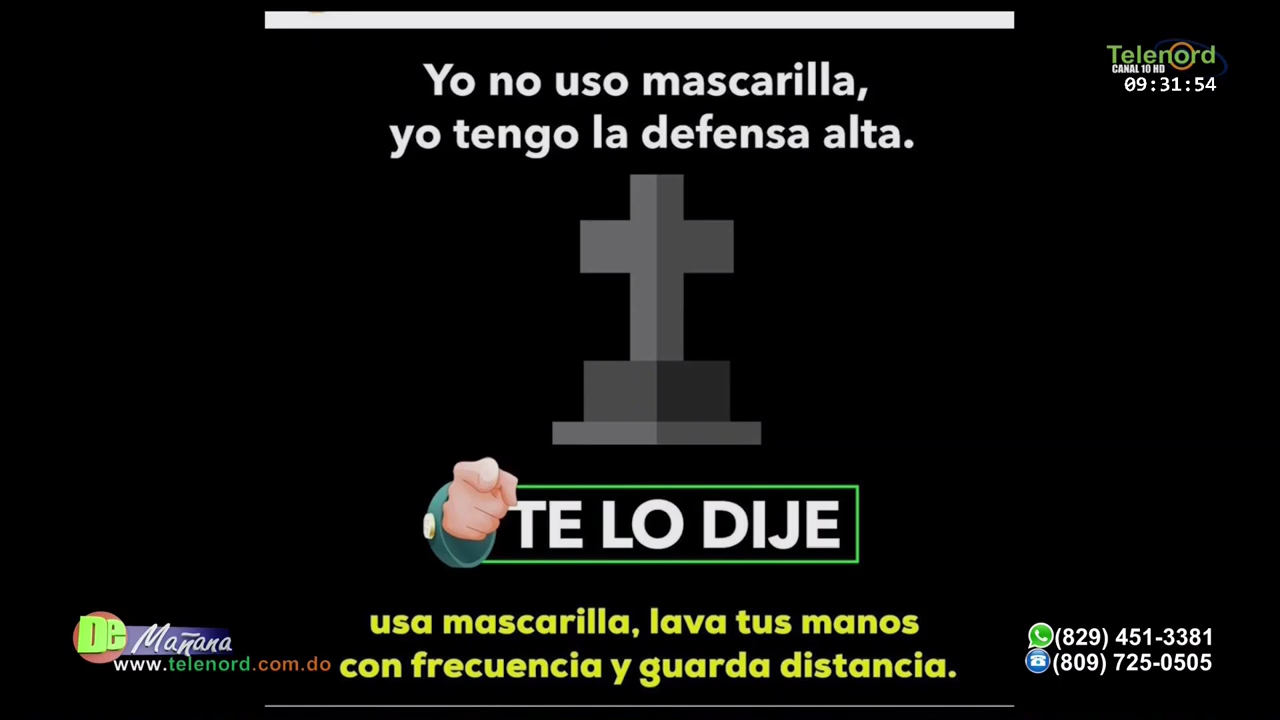 Yo no uso mascarilla,
yo tengo la defensa alta.
Telenord
CANAL 10 HD
09:31:54
TE LO DIJE
usa mascarilla, lava tus manos
con frecuencia y guarda distancia.
De Mañana
www.telenord.com.do
(829) 451-3381
(809) 725-0505